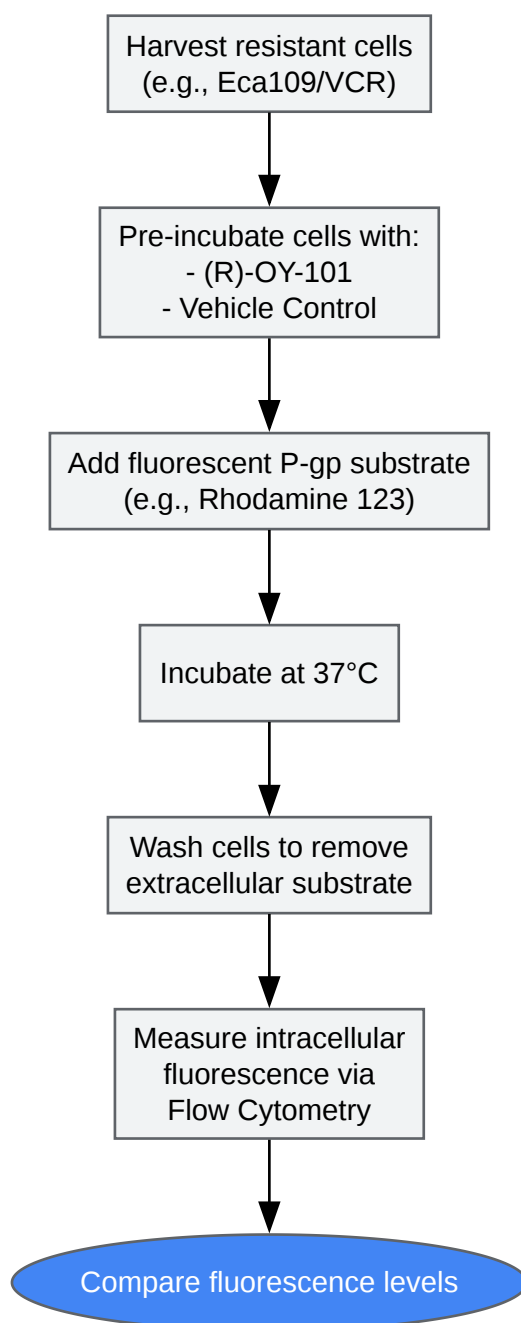 Harvest resistant cells
(e.g., Eca109/VCR)
Pre-incubate cells with:
- (R)-OY-101
- Vehicle Control
Add fluorescent P-gp substrate
(e.g., Rhodamine 123)
Incubate at 37°C
Wash cells to remove
extracellular substrate
Measure intracellular
fluorescence via
Flow Cytometry
Compare fluorescence levels